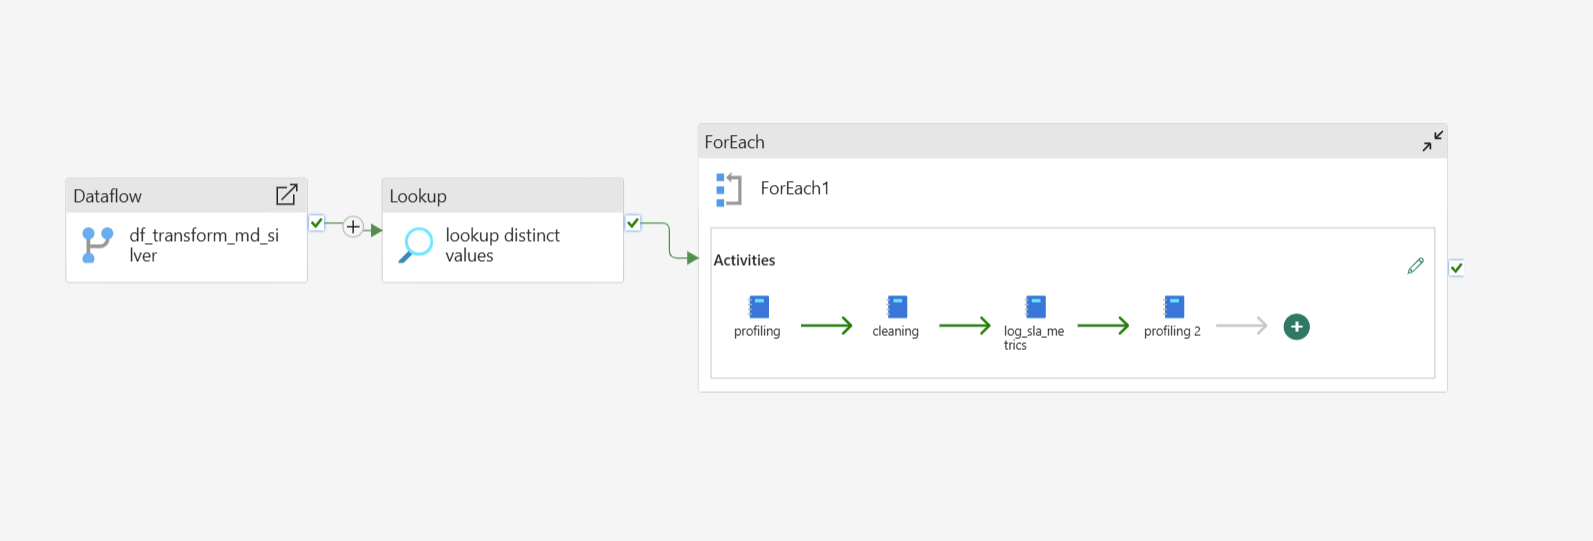 ForEach
Dataflow
Lookup
ForEach1
df_transform_md_si
lver
lookup distinct
values
Activities
profiling
cleaning
log_sla_me
trics
profiling 2